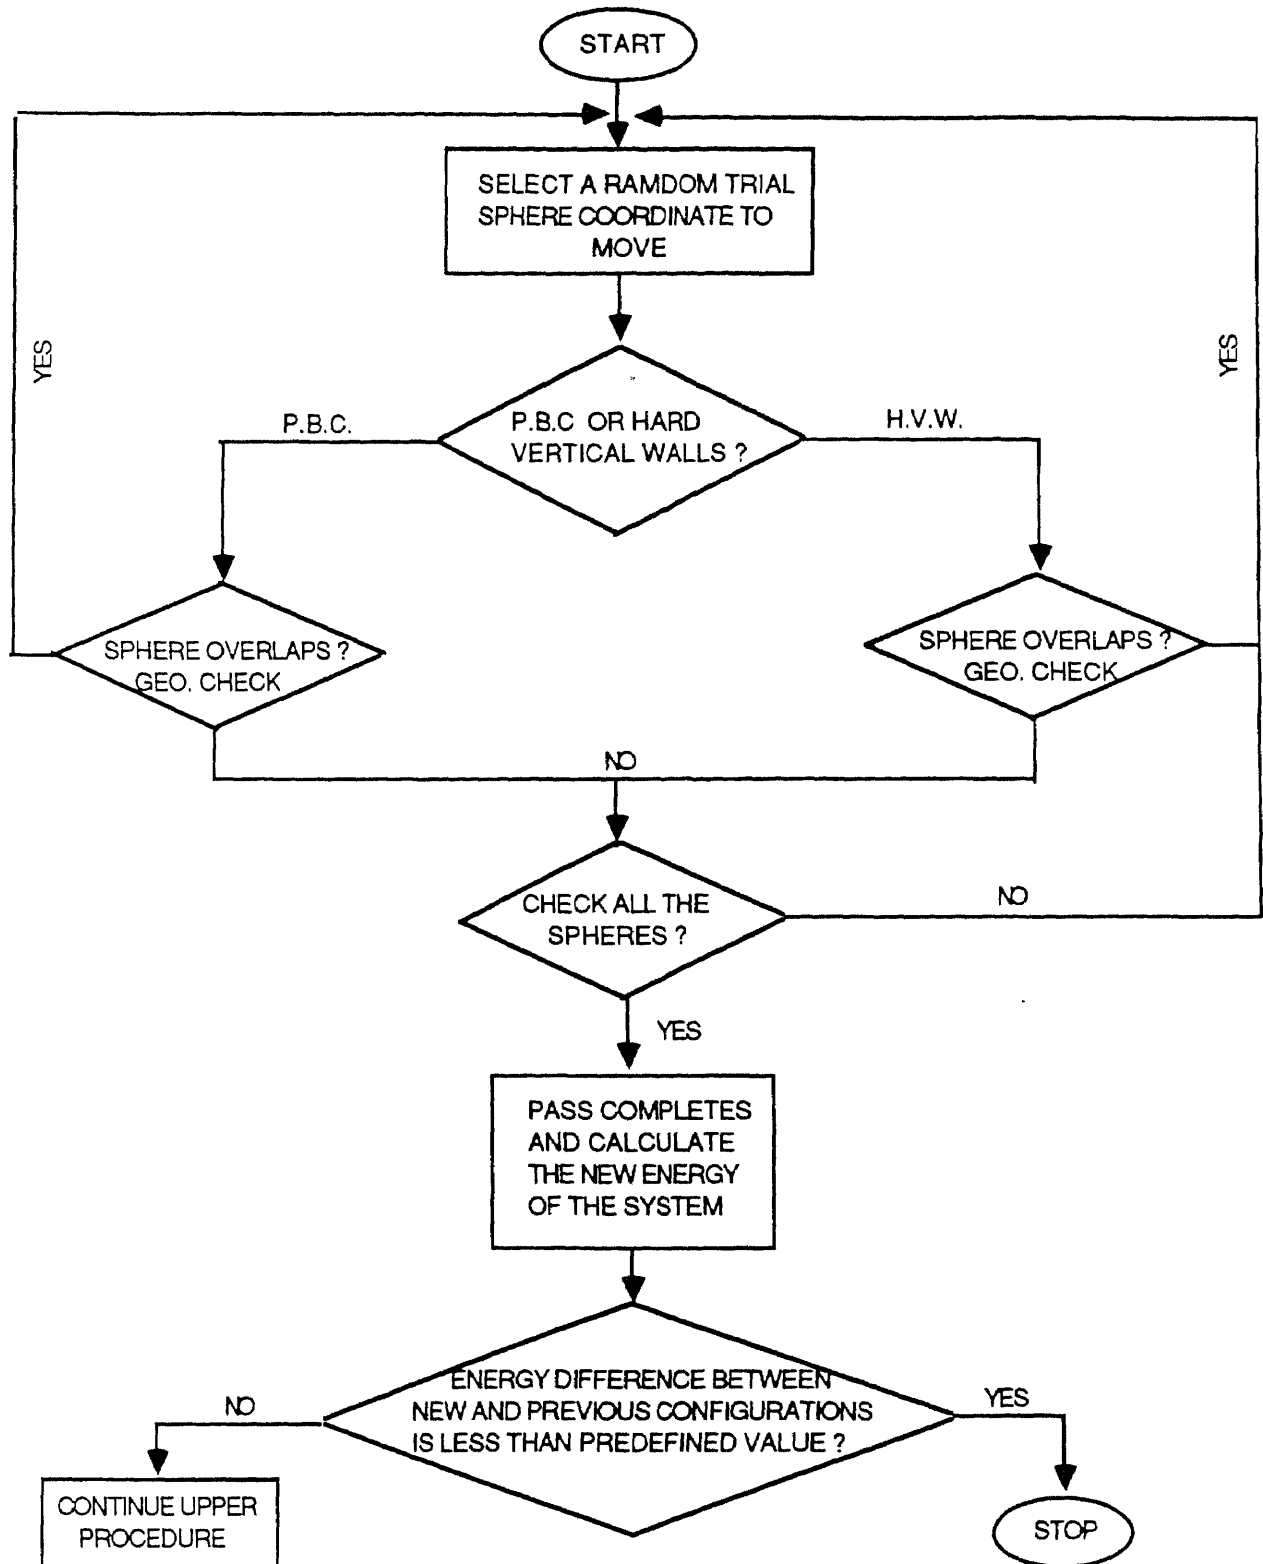 START
SELECT A RAMDOM TRIAL
SPHERE COORDINATE TO
MOVE
YES
YES
P.B.C.
P.B.C OR HARD
VERTICAL WALLS ?
H.V.W.
SPHERE OVERLAPS ?
GEO. CHECK
SPHERE OVERLAPS ?
GEO. CHECK
NO
CHECK ALL THE
SPHERES ?
NO
YES
PASS COMPLETES
AND CALCULATE
THE NEW ENERGY
OF THE SYSTEM
ENERGY DIFFERENCE BETWEEN
NEW AND PREVIOUS CONFIGURATIONS
IS LESS THAN PREDEFINED VALUE ?
NO
YES
CONTINUE UPPER
PROCEDURE
STOP